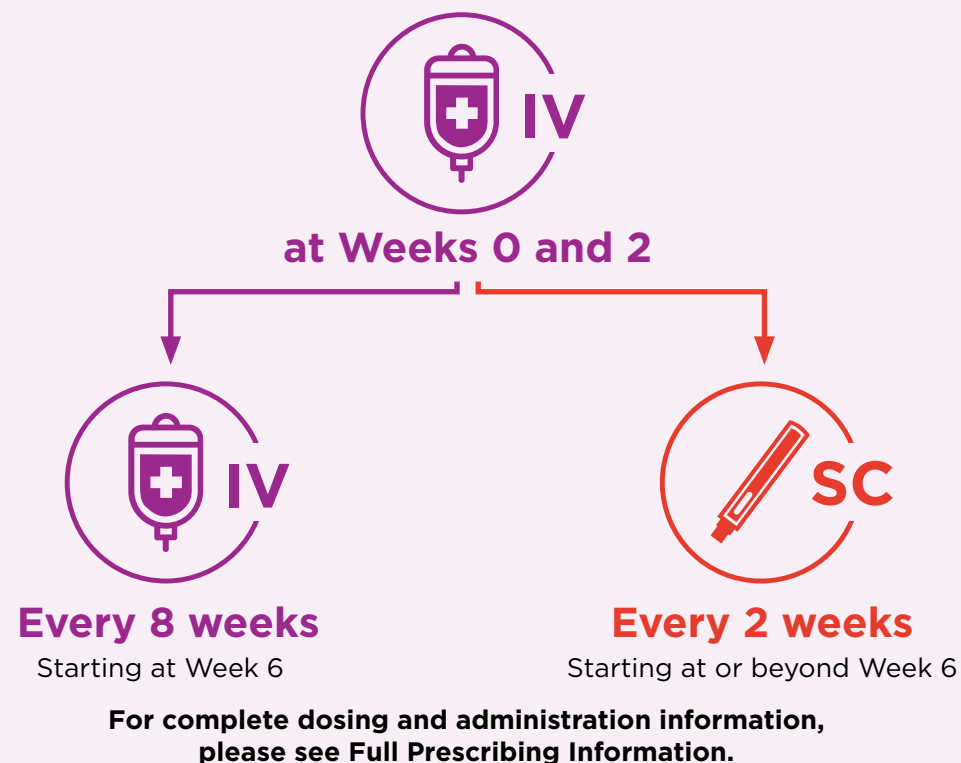 IV
at Weeks 0 and 2
IV
Every 8 weeks
Starting at Week 6
SC
Every 2 weeks
Starting at or beyond Week 6
For complete dosing and administration information,
please see Full Prescribing Information.